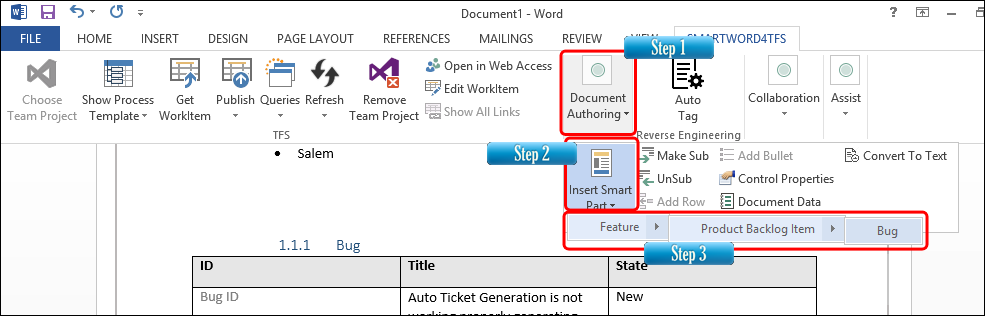 Document1 - Word
FILE HOME INSERT DESIGN PAGE LAYOUT REFERENCES MAILINGS REVIEW VIEW SMARTWORD4TFS
Step 1
Choose
Team Project
Show Process
Template
Get
WorkItem
Publish
Queries
Refresh
Remove
Team Project
Open in Web Access
Edit WorkItem
Show All Links
Document
Authoring
Auto
Tag
Collaboration
Assist
TFS
Reverse Engineering
Salem
Step 2
Insert Smart
Part
Make Sub
Add Bullet
Convert To Text
UnSub
Control Properties
Add Row
Document Data
Feature
Product Backlog Item
Bug
Step 3
1.1.1 Bug
ID Title State
Bug ID Auto Ticket Generation is not New
working properly generating